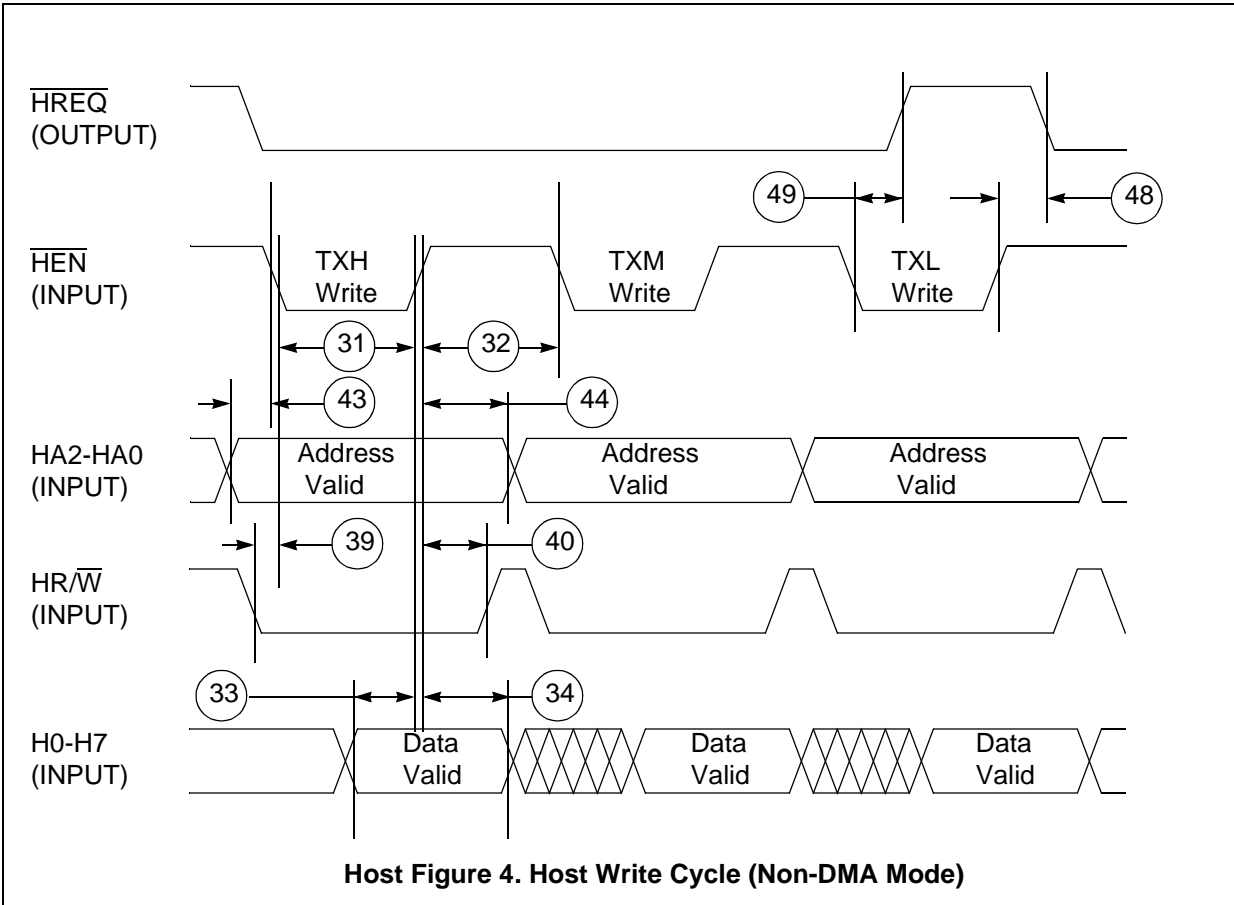 HREQ
(OUTPUT)
49
48
HEN
(INPUT)
TXH
Write
TXM
Write
TXL
Write
31
32
43
44
HA2-HA0
(INPUT)
Address
Valid
Address
Valid
Address
Valid
39
40
HR/W
(INPUT)
33
34
H0-H7
(INPUT)
Data
Valid
Data
Valid
Data
Valid
Host Figure 4. Host Write Cycle (Non-DMA Mode)